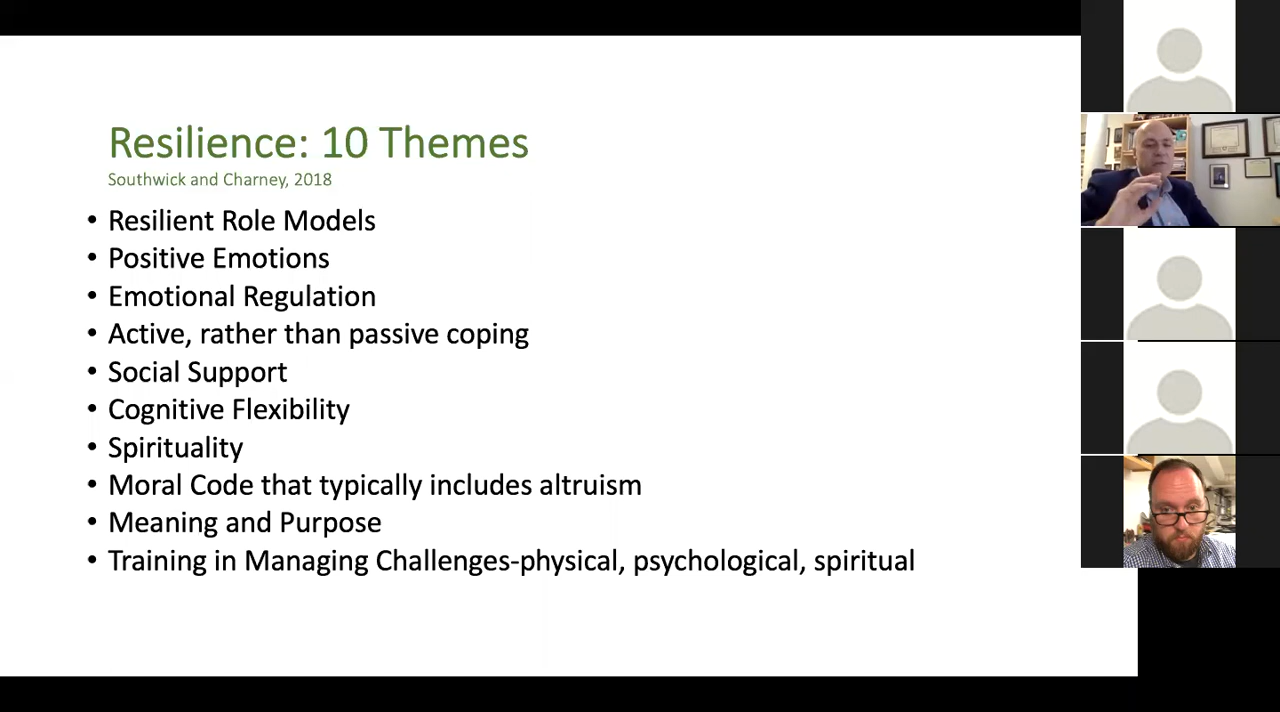 Resilience: 10 Themes
Southwick and Charney, 2018
• Resilient Role Models
• Positive Emotions
• Emotional Regulation
• Active, rather than passive coping
• Social Support
• Cognitive Flexibility
• Spirituality
• Moral Code that typically includes altruism
• Meaning and Purpose
• Training in Managing Challenges-physical, psychological, spiritual